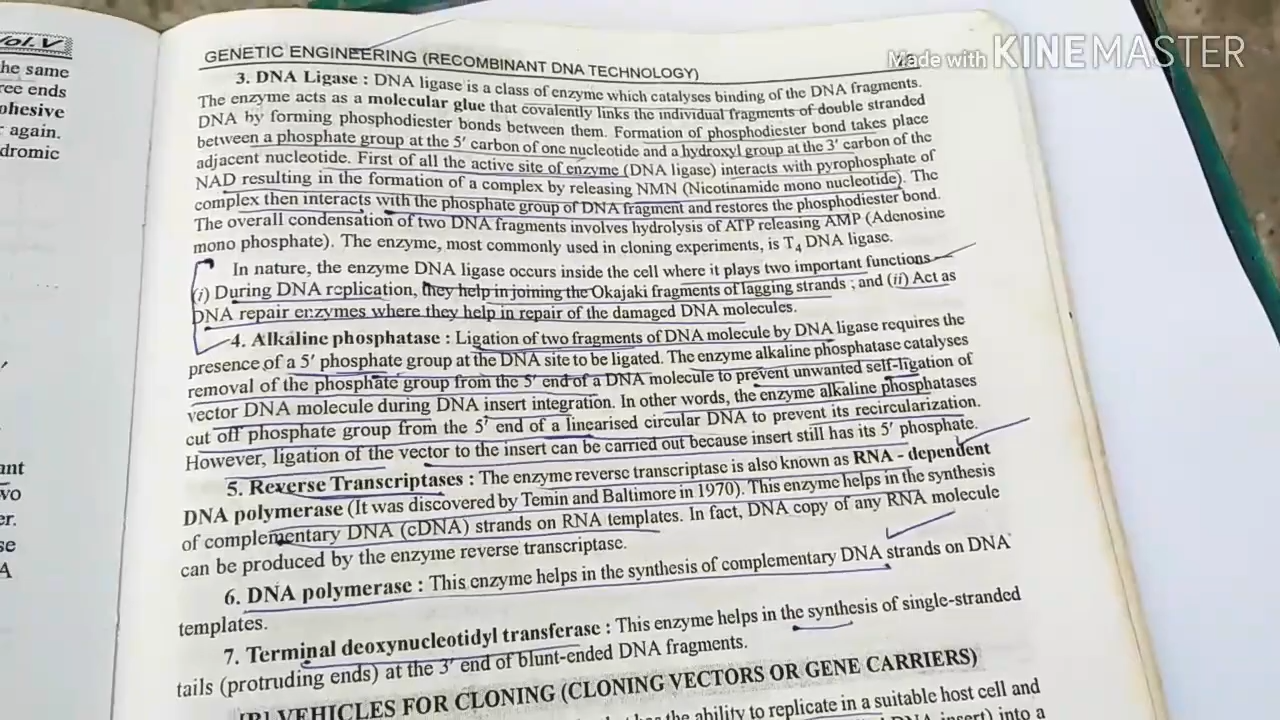 Vol. V
he same
ree ends
ohesive
again.
dromic
ant
wo
er.
se
A
Made with KINEMASTER
GENETIC ENGINEERING (RECOMBINANT DNA TECHNOLOGY)
3. DNA Ligase : DNA ligase is a class of enzyme which catalyses binding of the DNA fragments.
The enzyme acts as a molecular glue that covalently links the individual fragments of double stranded
DNA by forming phosphodiester bonds between them. Formation of phosphodiester bond takes place
between a phosphate group at the 5′ carbon of one nucleotide and a hydroxyl group at the 3′ carbon of the
adjacent nucleotide. First of all the active site of enzyme (DNA ligase) interacts with pyrophosphate of
NAD resulting in the formation of a complex by releasing NMN (Nicotinamide mono nucleotide). The
complex then interacts with the phosphate group of DNA fragment and restores the phosphodiester bond.
The overall condensation of two DNA fragments involves hydrolysis of ATP releasing AMP (Adenosine
mono phosphate). The enzyme, most commonly used in cloning experiments, is T4 DNA ligase.
In nature, the enzyme DNA ligase occurs inside the cell where it plays two important functions—
(i) During DNA replication, they help in joining the Okajaki fragments of lagging strands ; and (ii) Act as
DNA repair enzymes where they help in repair of the damaged DNA molecules.
4. Alkaline phosphatase : Ligation of two fragments of DNA molecule by DNA ligase requires the
presence of a 5′ phosphate group at the DNA site to be ligated. The enzyme alkaline phosphatase catalyses
removal of the phosphate group from the 5′ end of a DNA molecule to prevent unwanted self-ligation of
vector DNA molecule during DNA insert integration. In other words, the enzyme alkaline phosphatases
cut off phosphate group from the 5′ end of a linearised circular DNA to prevent its recircularization.
However, ligation of the vector to the insert can be carried out because insert still has its 5′ phosphate.
5. Reverse Transcriptases : The enzyme reverse transcriptase is also known as RNA - dependent
DNA polymerase (It was discovered by Temin and Baltimore in 1970). This enzyme helps in the synthesis
of complementary DNA (cDNA) strands on RNA templates. In fact, DNA copy of any RNA molecule
can be produced by the enzyme reverse transcriptase.
6. DNA polymerase : This enzyme helps in the synthesis of complementary DNA strands on DNA
templates.
7. Terminal deoxynucleotidyl transferase : This enzyme helps in the synthesis of single-stranded
tails (protruding ends) at the 3′ end of blunt-ended DNA fragments.
[B] VEHICLES FOR CLONING (CLONING VECTORS OR GENE CARRIERS)
the ability to replicate in a suitable host cell and
DNA insert) into a